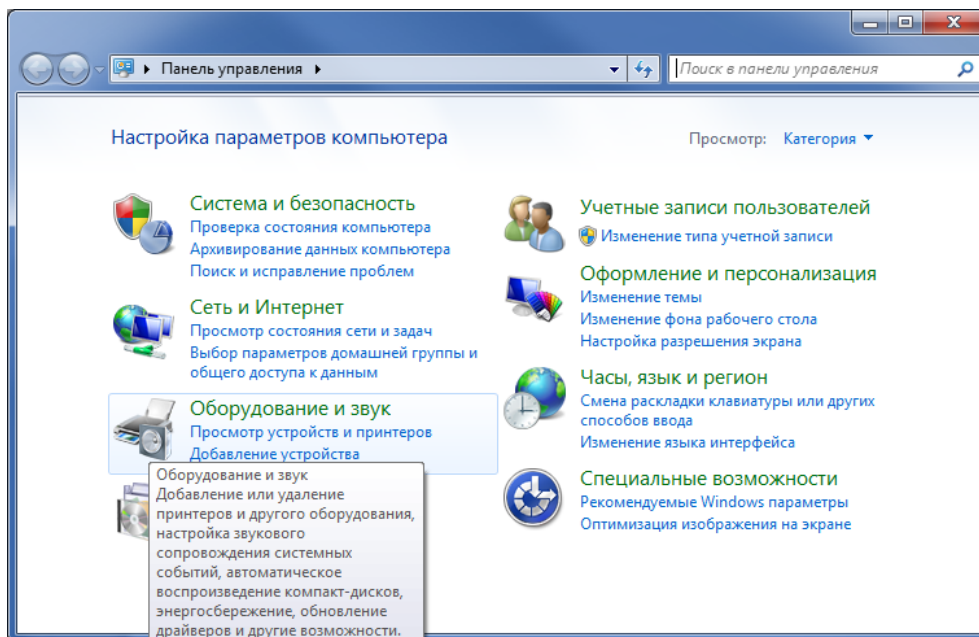 Панель управления
Поиск в панели управления
Настройка параметров компьютера
Просмотр: Категория
Система и безопасность
Проверка состояния компьютера
Архивирование данных компьютера
Поиск и исправление проблем
Сеть и Интернет
Просмотр состояния сети и задач
Выбор параметров домашней группы и
общего доступа к данным
Оборудование и звук
Просмотр устройств и принтеров
Добавление устройства
Оборудование и звук
Добавление или удаление
принтеров и другого оборудования,
настройка звукового
сопровождения системных
событий, автоматическое
воспроизведение компакт-дисков,
энергосбережение, обновление
драйверов и другие возможности.
Учетные записи пользователей
Изменение типа учетной записи
Оформление и персонализация
Изменение темы
Изменение фона рабочего стола
Настройка разрешения экрана
Часы, язык и регион
Смена раскладки клавиатуры или других
способов ввода
Изменение языка интерфейса
Специальные возможности
Рекомендуемые Windows параметры
Оптимизация изображения на экране